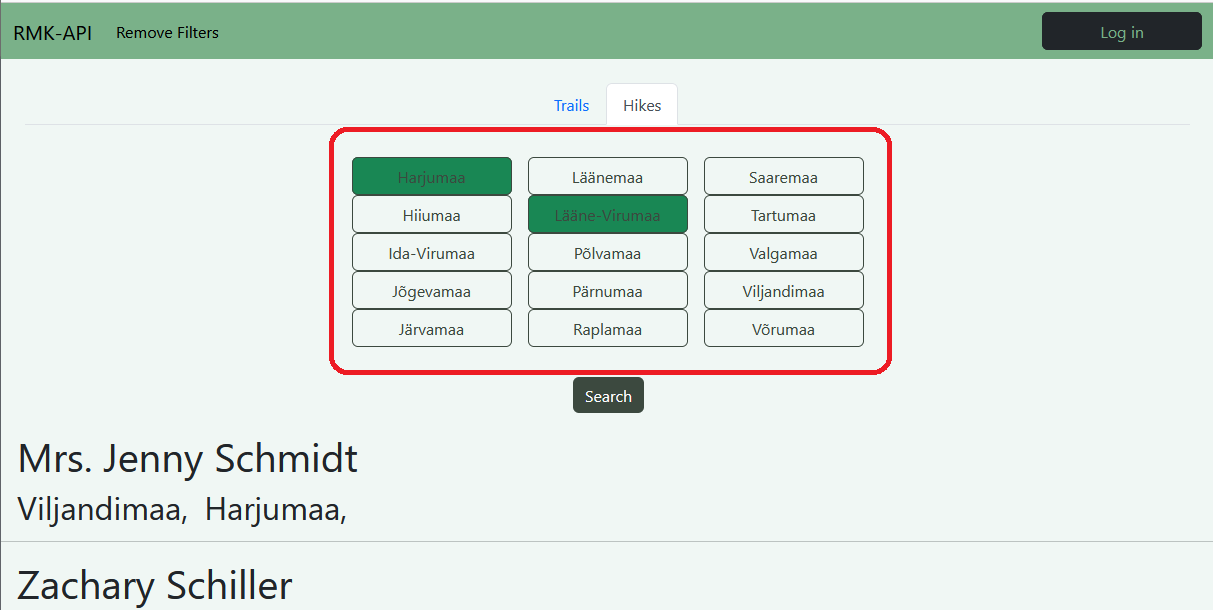 RMK-API Remove Filters Log in
Trails Hikes
Harjumaa Läänemaa Saaremaa
Hiiumaa Lääne-Virumaa Tartumaa
Ida-Virumaa Põlvamaa Valgamaa
Jõgevamaa Pärnumaa Viljandimaa
Järvamaa Raplamaa Võrumaa
Search
Mrs. Jenny Schmidt
Viljandimaa, Harjumaa,
Zachary Schiller